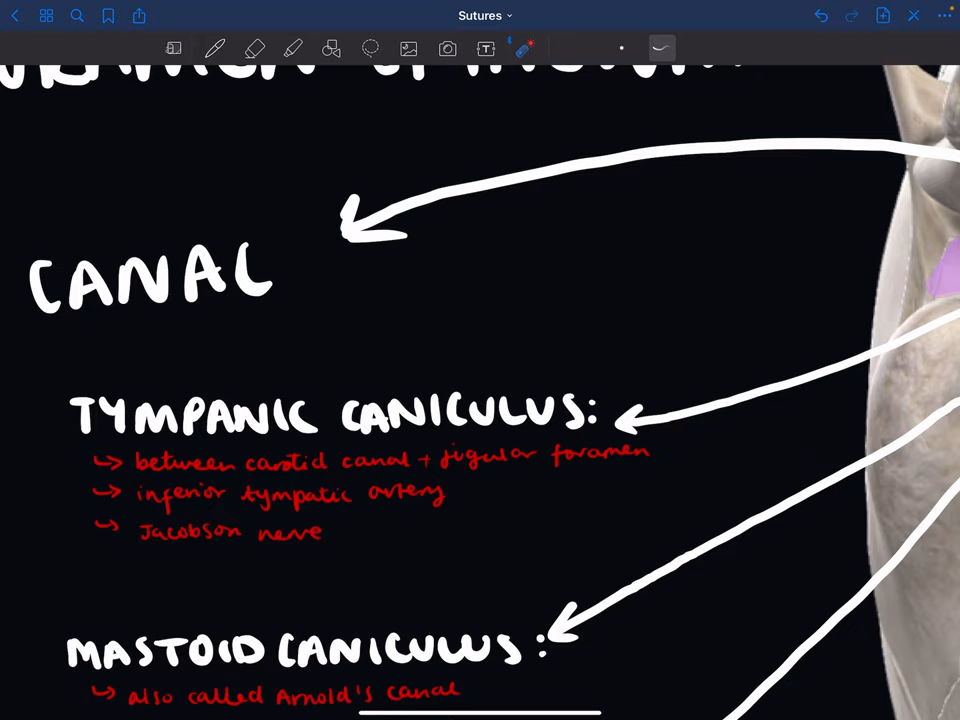 Sutures
CANAL
TYMPANIC CANICULUS:
↳ between carotid canal + jigular foramen
↳ inferior tympatic artery
↳ Jacobson nerve
MASTOID CANICULUS:
↳ also called Arnold's canal